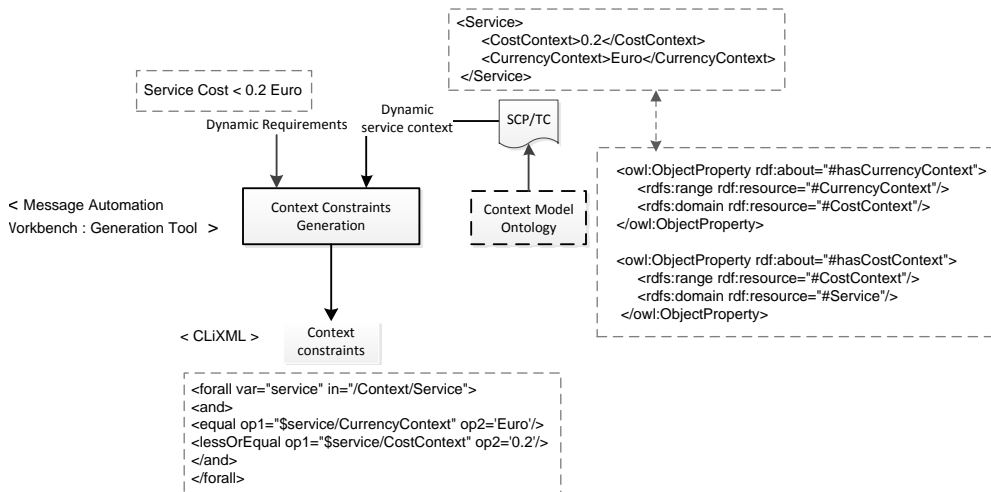 <Service>
<CostContext>0.2</CostContext>
<CurrencyContext>Euro</CurrencyContext>
</Service>
Service Cost < 0.2 Euro
Dynamic Requirements
Dynamic
service context
SCP/TC
<owl:ObjectProperty rdf:about="#hasCurrencyContext">
<rdfs:range rdf:resource="#CurrencyContext"/>
<rdfs:domain rdf:resource="#CostContext"/>
</owl:ObjectProperty>
<owl:ObjectProperty rdf:about="#hasCostContext">
<rdfs:range rdf:resource="#CostContext"/>
<rdfs:domain rdf:resource="#Service"/>
</owl:ObjectProperty>
< Message Automation
Workbench : Generation Tool >
Context Constraints
Generation
Context Model
Ontology
< CLiXML >
Context
constraints
<forall var="service" in="/Context/Service">
<and>
<equal op1="$service/CurrencyContext" op2='Euro'/>
<lessOrEqual op1="$service/CostContext" op2='0.2'/>
</and>
</forall>